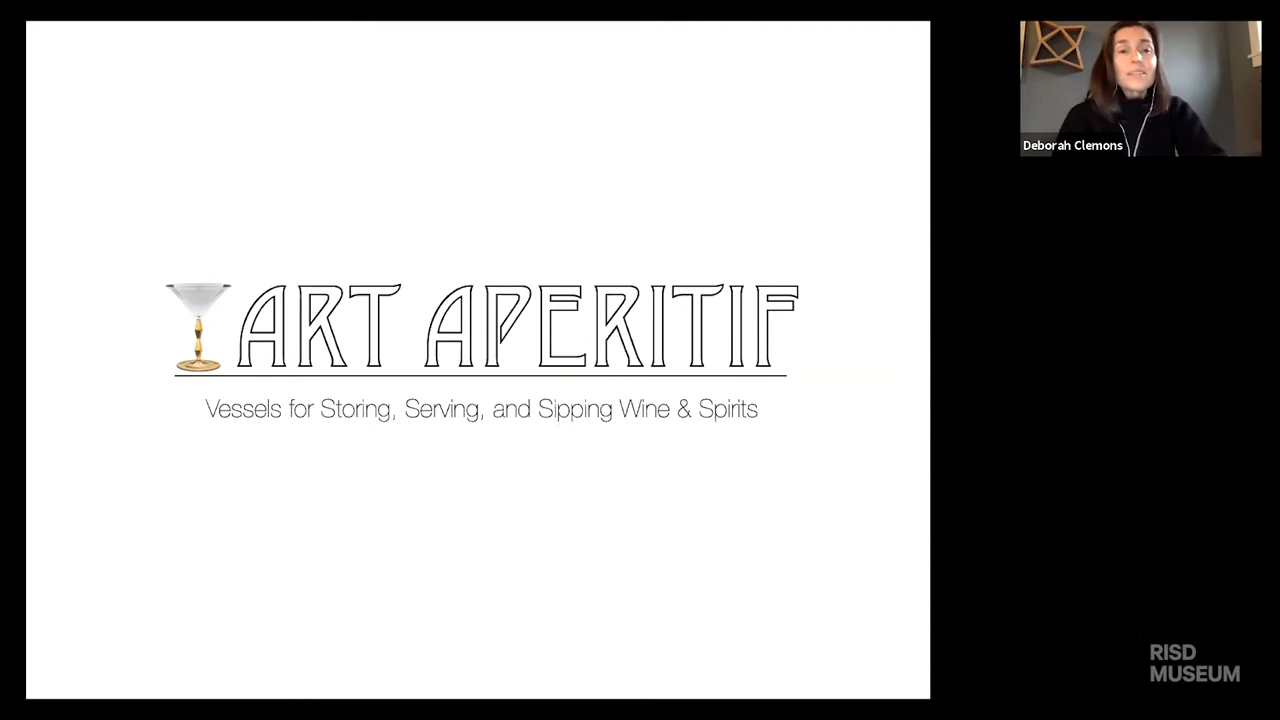 ART APERITIF
Vessels for Storing, Serving, and Sipping Wine & Spirits
Deborah Clemons
RISD
MUSEUM